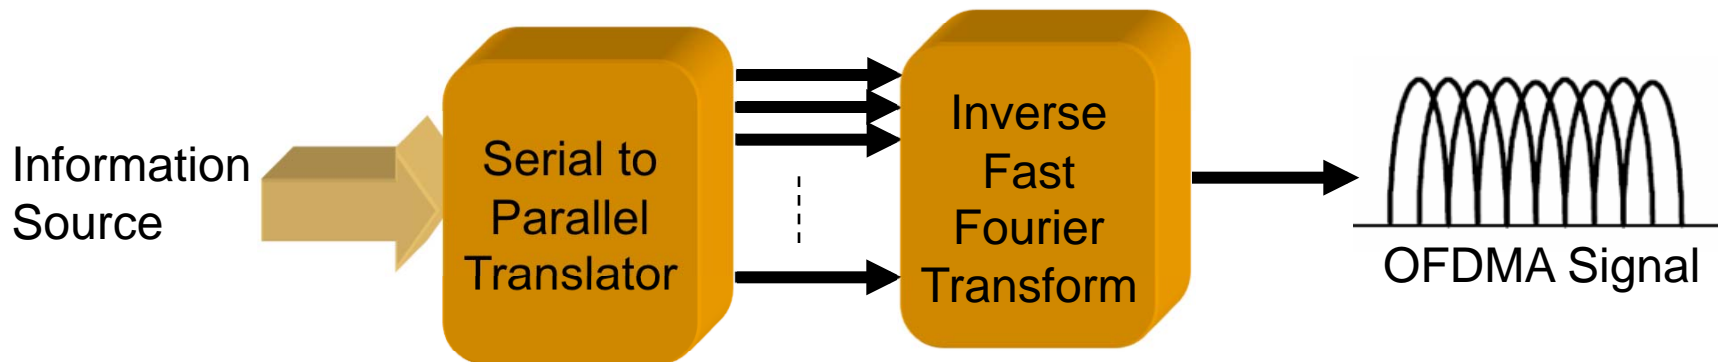 Information
Source
Serial to
Parallel
Translator
Inverse
Fast
Fourier
Transform
OFDMA Signal